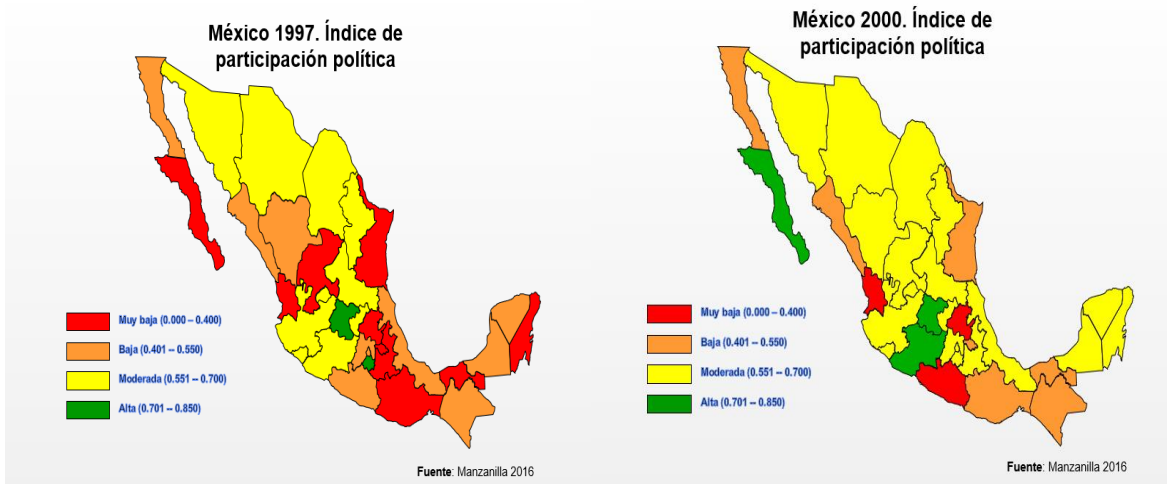 México 1997. Índice de
participación política
Muy baja (0.000 – 0.400)
Baja (0.401 – 0.550)
Moderada (0.551 – 0.700)
Alta (0.701 – 0.850)
Fuente: Manzanilla 2016
México 2000. Índice de
participación política
Muy baja (0.000 – 0.400)
Baja (0.401 – 0.550)
Moderada (0.551 – 0.700)
Alta (0.701 – 0.850)
Fuente: Manzanilla 2016